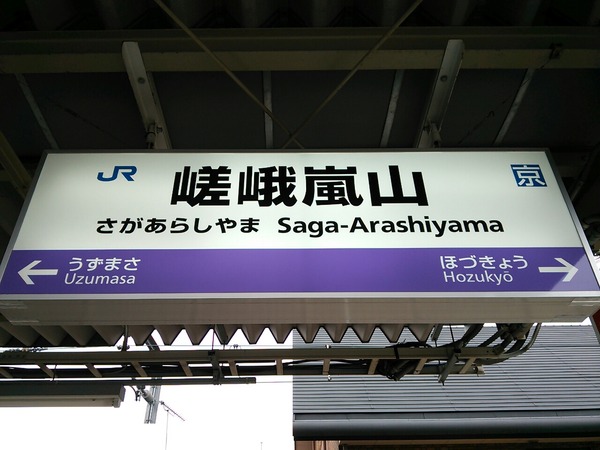 JR 嵯峨嵐山 京
さがあらしやま Saga-Arashiyama
← うずまさ ほづきょう →
Uzumasa Hozukyō